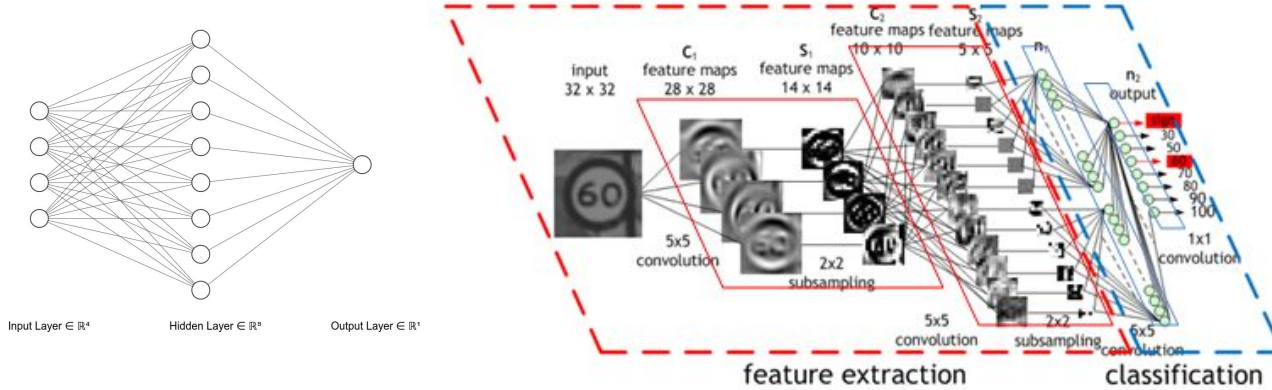 Input Layer ∈ ℝ⁴
Hidden Layer ∈ ℝ⁸
Output Layer ∈ ℝ¹
input
32 x 32
C₁
feature maps
28 x 28
S₁
feature maps
14 x 14
C₂
feature maps
10 x 10
S₂
feature maps
5 x 5
n₁
n₂
output
sign
30
50
60
70
80
90
100
60
5x5
convolution
2x2
subsampling
5x5
convolution
2x2
subsampling
convolution
1x1
convolution
feature extraction
classification